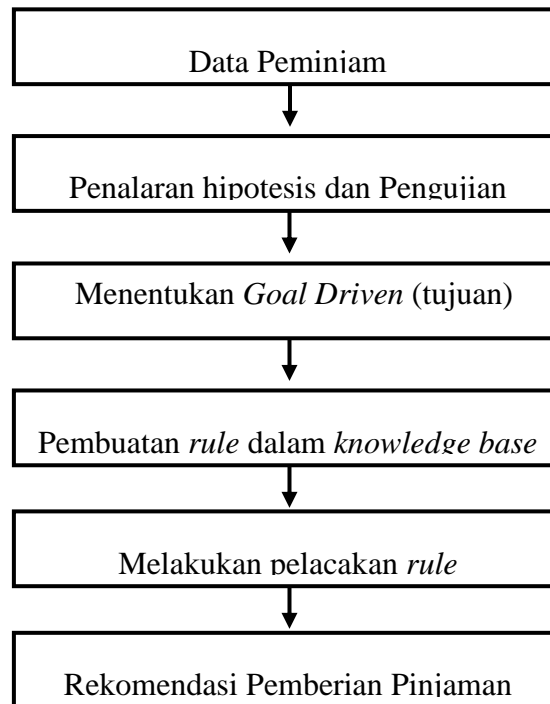 Data Peminjam
Penalaran hipotesis dan Pengujian
Menentukan Goal Driven (tujuan)
Pembuatan rule dalam knowledge base
Melakukan pelacakan rule
Rekomendasi Pemberian Pinjaman